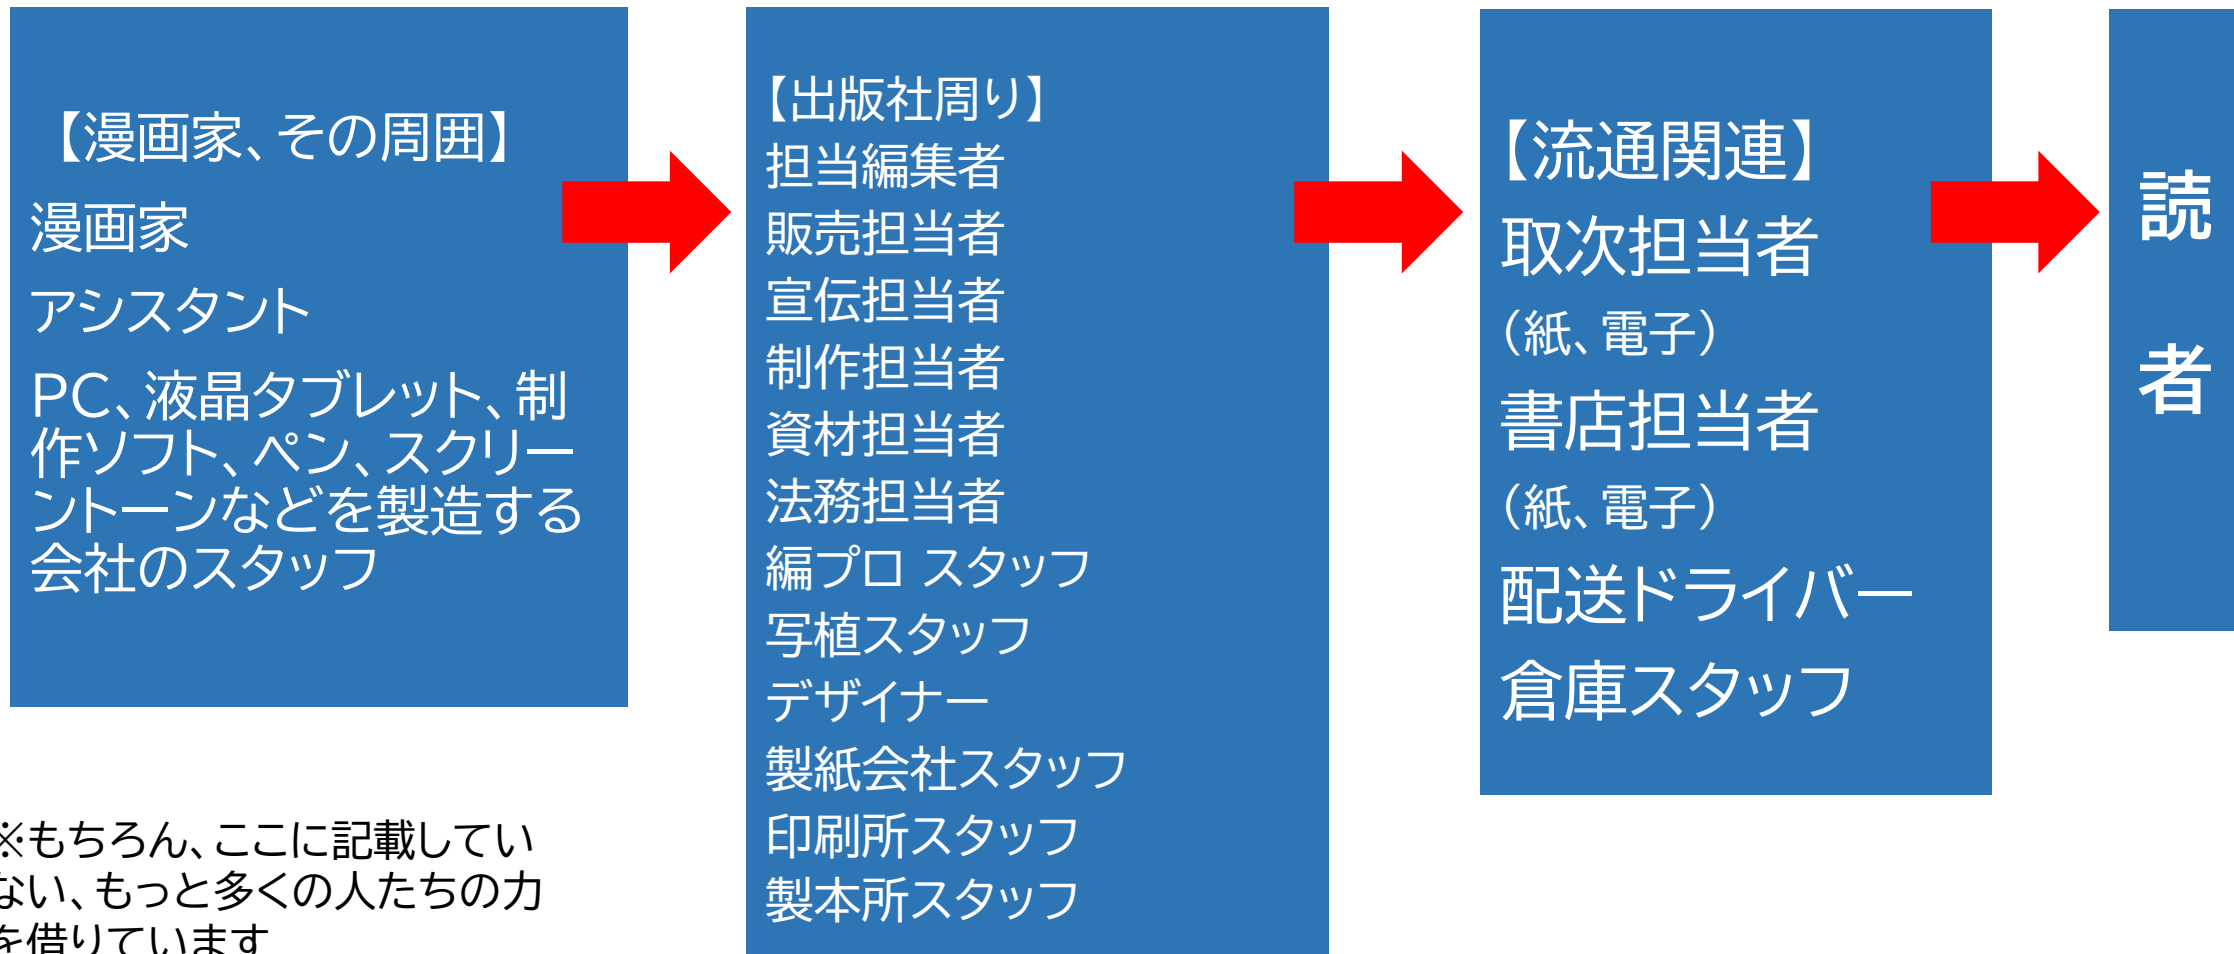 【漫画家、その周囲】
漫画家
アシスタント
PC、液晶タブレット、制
作ソフト、ペン、スクリー
ントーンなどを製造する
会社のスタッフ
※もちろん、ここに記載してい
ない、もっと多くの人たちの力
を借りています
【出版社周り】
担当編集者
販売担当者
宣伝担当者
制作担当者
資材担当者
法務担当者
編プロ スタッフ
写植スタッフ
デザイナー
製紙会社スタッフ
印刷所スタッフ
製本所スタッフ
【流通関連】
取次担当者
(紙、電子)
書店担当者
(紙、電子)
配送ドライバー
倉庫スタッフ
読者